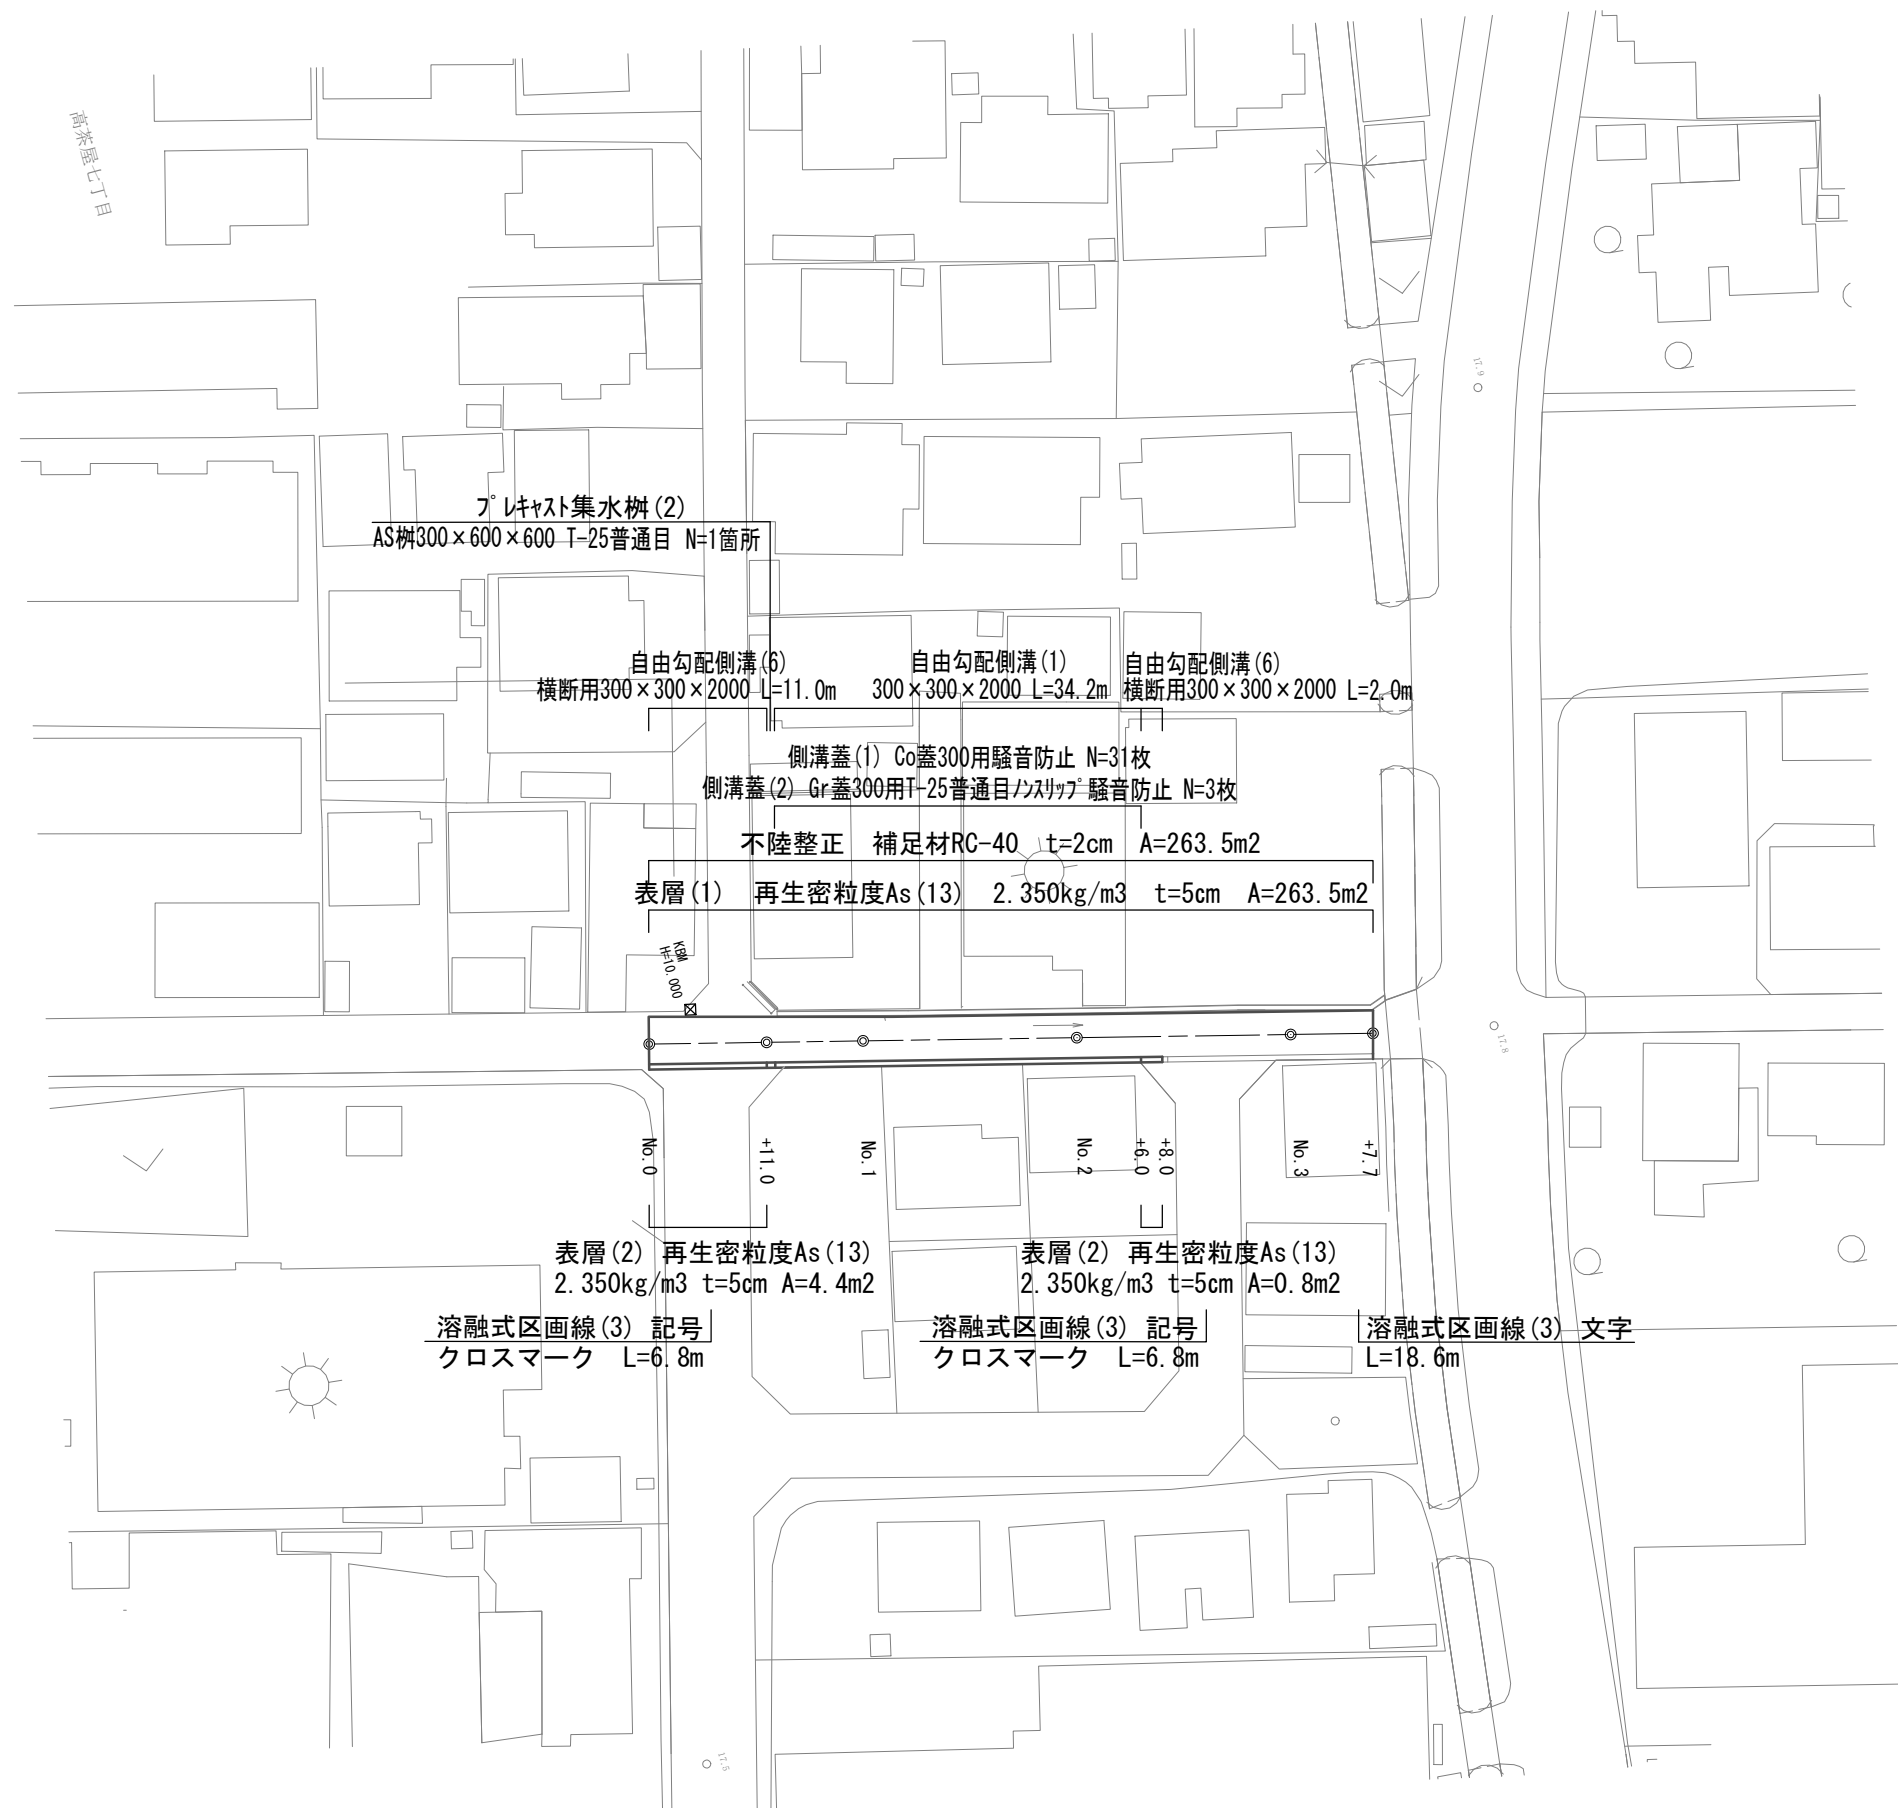 高茶屋七丁目
17.9
ﾌﾟﾚｷｬｽﾄ集水桝(2)
AS桝300×600×600 T-25普通目 N=1箇所
自由勾配側溝(6)
横断用300×300×2000 L=11.0m
自由勾配側溝(1)
300×300×2000 L=34.2m
自由勾配側溝(6)
横断用300×300×2000 L=2.0m
側溝蓋(1) Co蓋300用騒音防止 N=31枚
側溝蓋(2) Gr蓋300用T-25普通目ﾉﾝｽﾘｯﾌﾟ騒音防止 N=3枚
不陸整正 補足材RC-40 t=2cm A=263.5m2
表層(1) 再生密粒度As(13) 2.350kg/m3 t=5cm A=263.5m2
KBM
H=10.000
17.8
No.0
+11.0
No.1
No.2
+6.0
+8.0
No.3
+7.7
表層(2) 再生密粒度As(13)
2.350kg/m3 t=5cm A=4.4m2
表層(2) 再生密粒度As(13)
2.350kg/m3 t=5cm A=0.8m2
溶融式区画線(3) 記号
クロスマーク L=6.8m
溶融式区画線(3) 記号
クロスマーク L=6.8m
溶融式区画線(3) 文字
L=18.6m
17.5